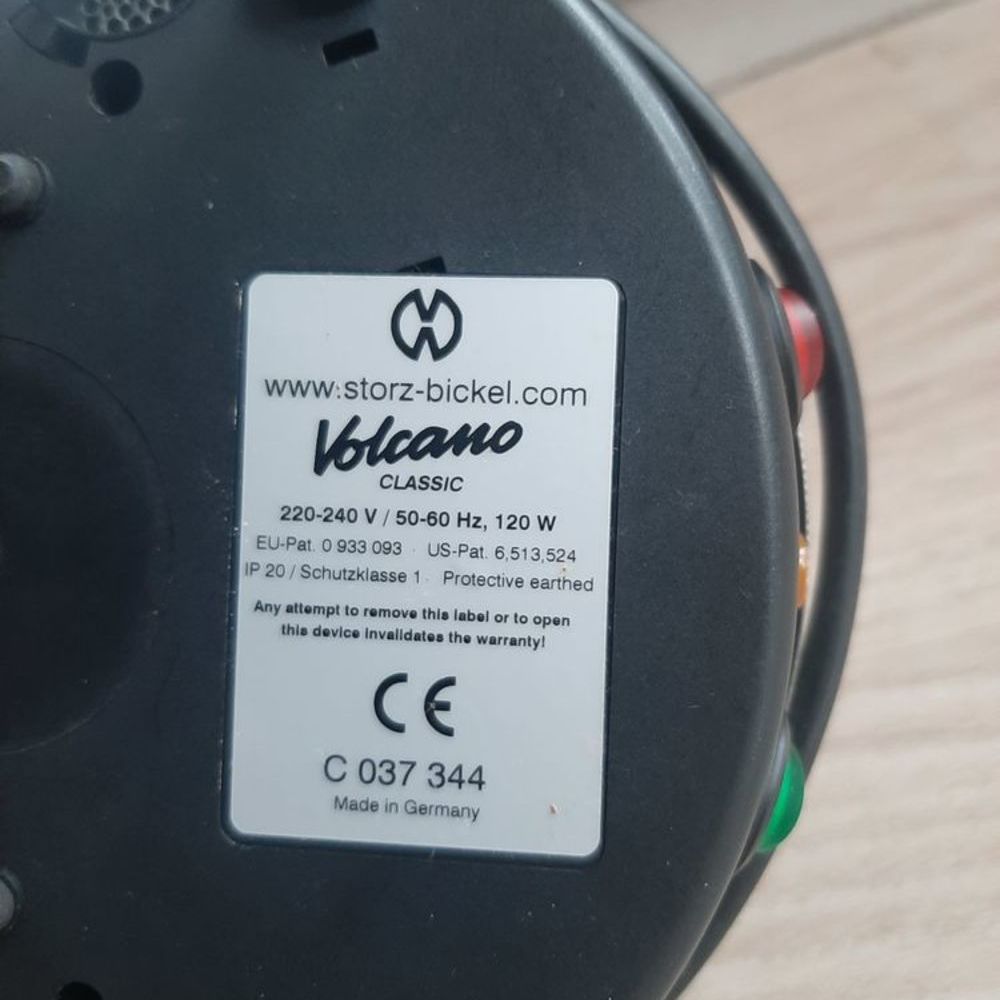 www.storz-bickel.com
Volcano
CLASSIC
220-240 V / 50-60 Hz, 120 W
EU-Pat. 0 933 093 · US-Pat. 6,513,524
IP 20 / Schutzklasse 1 · Protective earthed
Any attempt to remove this label or to open
this device invalidates the warranty!
CE
C 037 344
Made in Germany